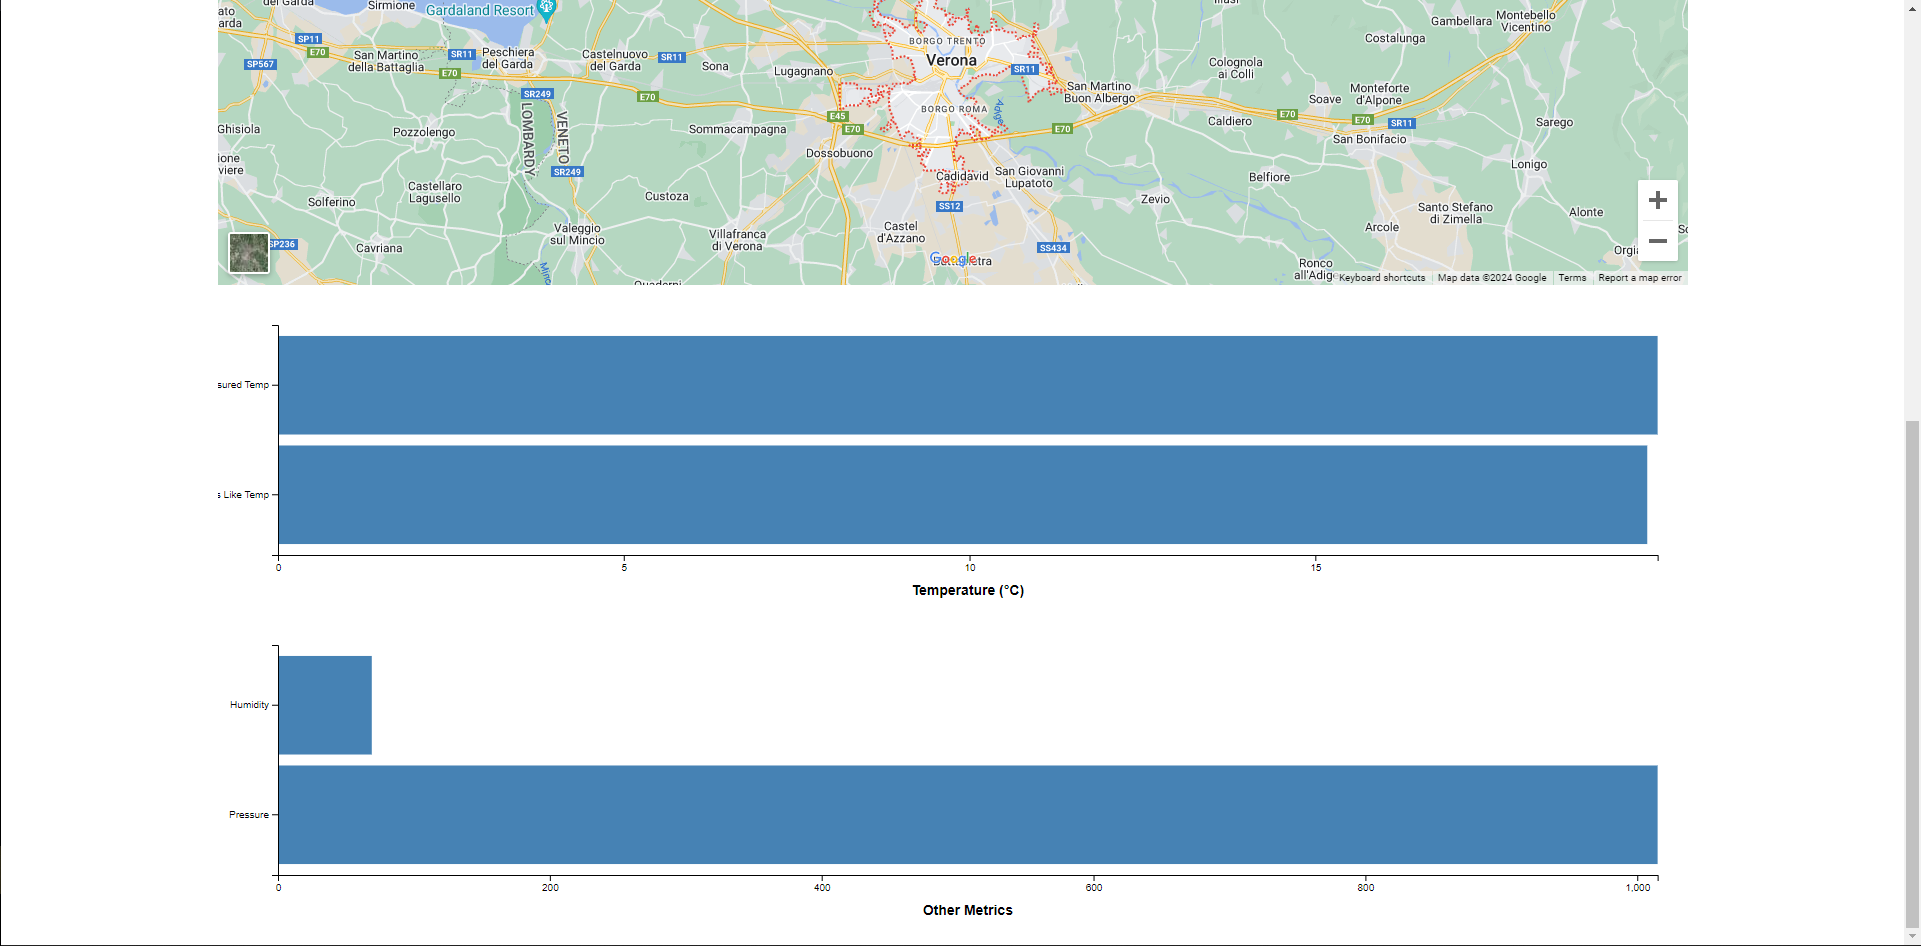 del Garda
Sirmione
Gardaland Resort
ato
arda
SP11
E70
SP567
San Martino
della Battaglia
SR11
E70
Peschiera
del Garda
Castelnuovo
del Garda
SR11
Sona
Lugagnano
BORGO TRENTO
Verona
SR11
San Martino
Buon Albergo
Colognola
ai Colli
Costalunga
Gambellara
Montebello
Vicentino
Monteforte
d'Alpone
Soave
SR249
E70
LOMBARDY
VENETO
E45
E70
BORGO ROMA
Adige
E70
E70
E70
SR11
Caldiero
San Bonifacio
Sarego
Ghisiola
Pozzolengo
Sommacampagna
Dossobuono
ione
viere
SR249
Cadidavid
San Giovanni
Lupatoto
Belfiore
Lonigo
Solferino
Castellaro
Lagusello
Custoza
SS12
Zevio
Santo Stefano
di Zimella
Alonte
SP236
Cavriana
Valeggio
sul Mincio
Villafranca
di Verona
Castel
d'Azzano
SS434
Arcole
Minc
Google
Ronco
all'Adig
Orgia
Keyboard shortcuts
Map data ©2024 Google
Terms
Report a map error
sured Temp
s Like Temp
0 5 10 15
Temperature (°C)
Humidity
Pressure
0 200 400 600 800 1,000
Other Metrics